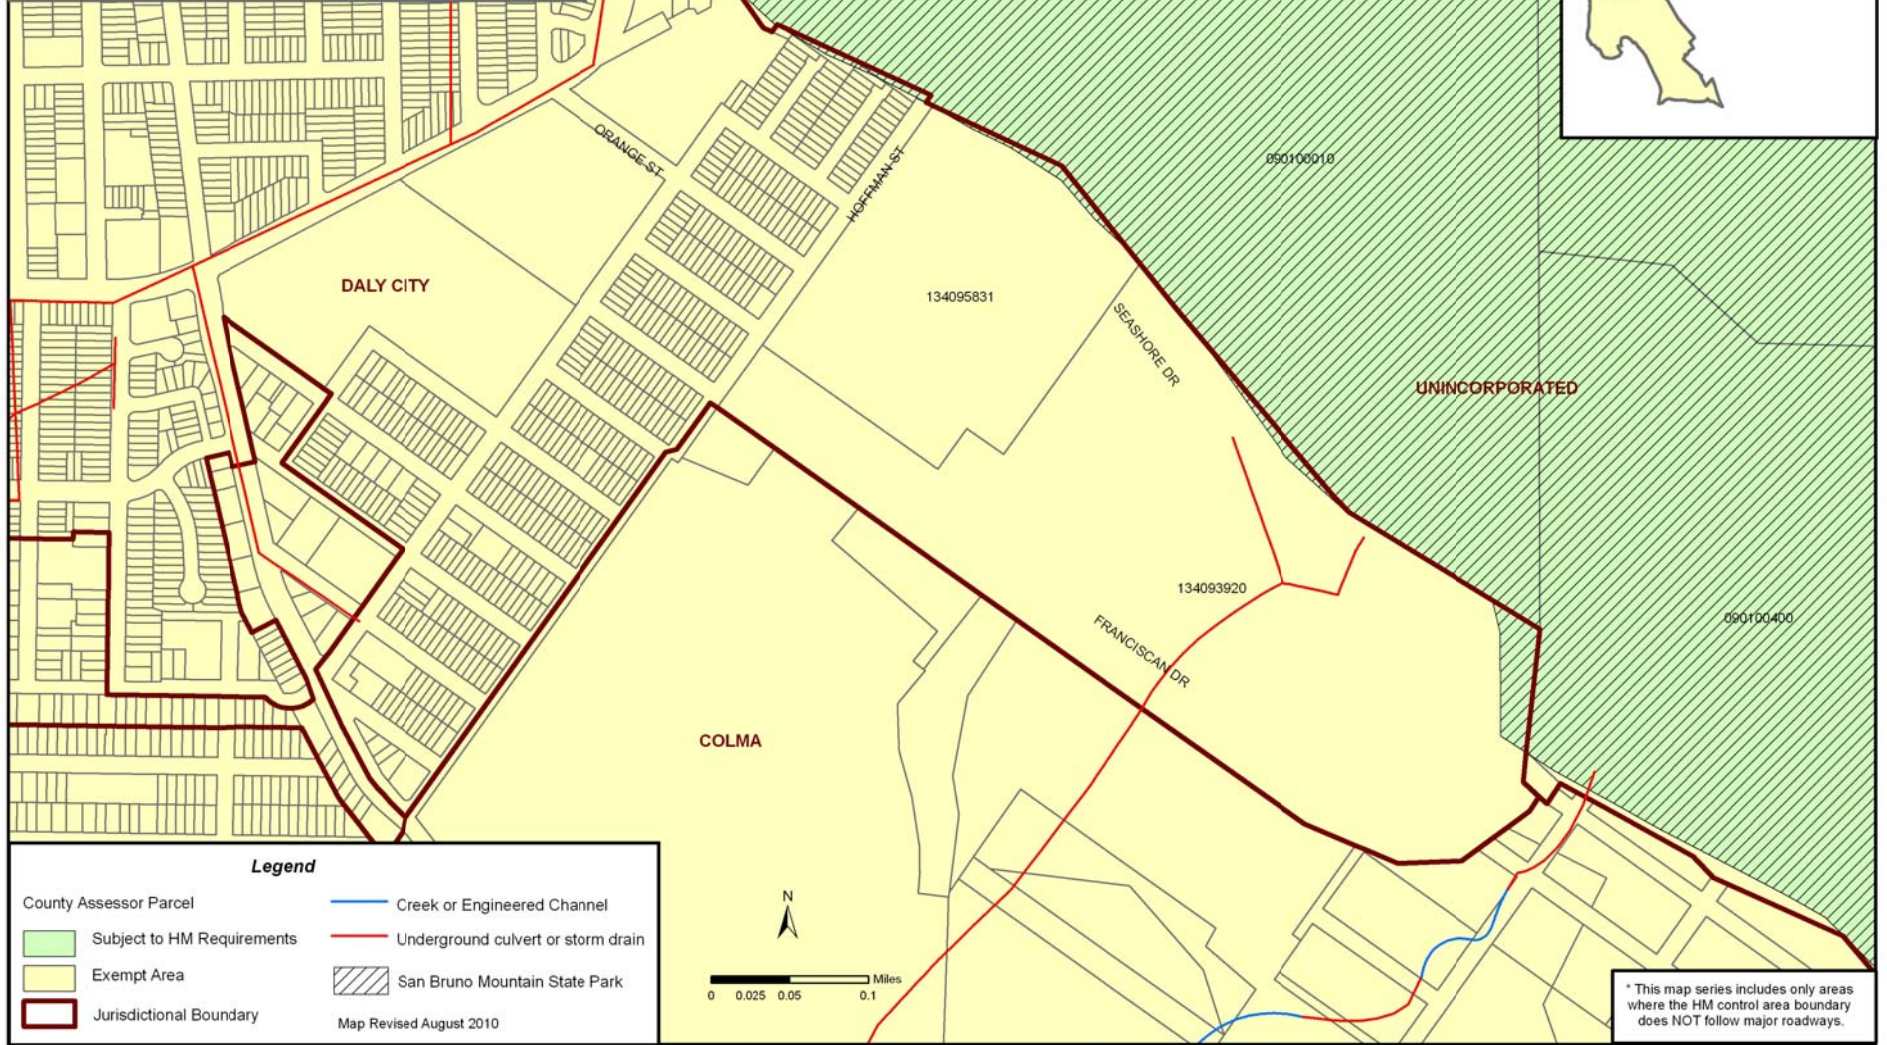 090100010
ORANGE ST
HOFFMAN ST
DALY CITY
134095831
SEASHORE DR
UNINCORPORATED
134093920
090100400
FRANCISCAN DR
COLMA
Legend
County Assessor Parcel
Subject to HM Requirements
Exempt Area
Jurisdictional Boundary
Creek or Engineered Channel
Underground culvert or storm drain
San Bruno Mountain State Park
Map Revised August 2010
N
Miles
0 0.025 0.05 0.1
* This map series includes only areas
where the HM control area boundary
does NOT follow major roadways.